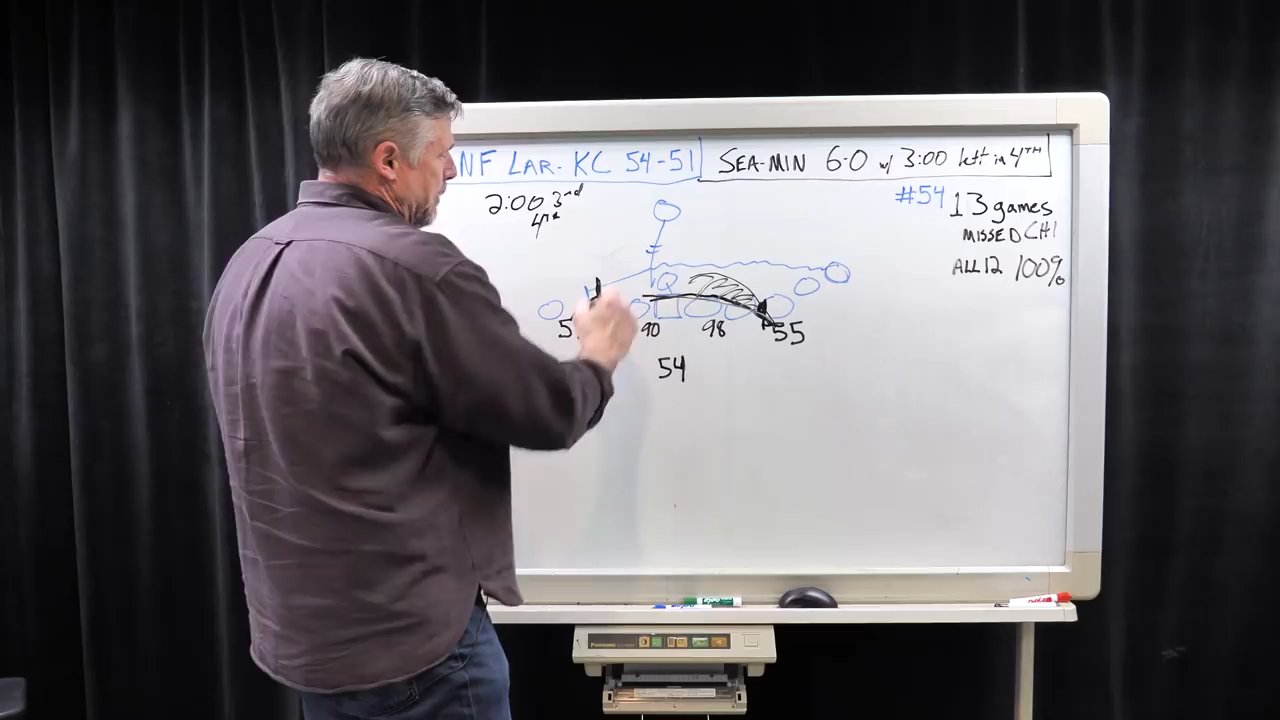 NF LAR-KC 54-51
SEA-MIN 6-0 w/ 3:00 left in 4TH
2:00 3rd
4th
#54 13 games
MISSED CHI
ALL 12 100%
Q
90 98 55
54
Panasonic